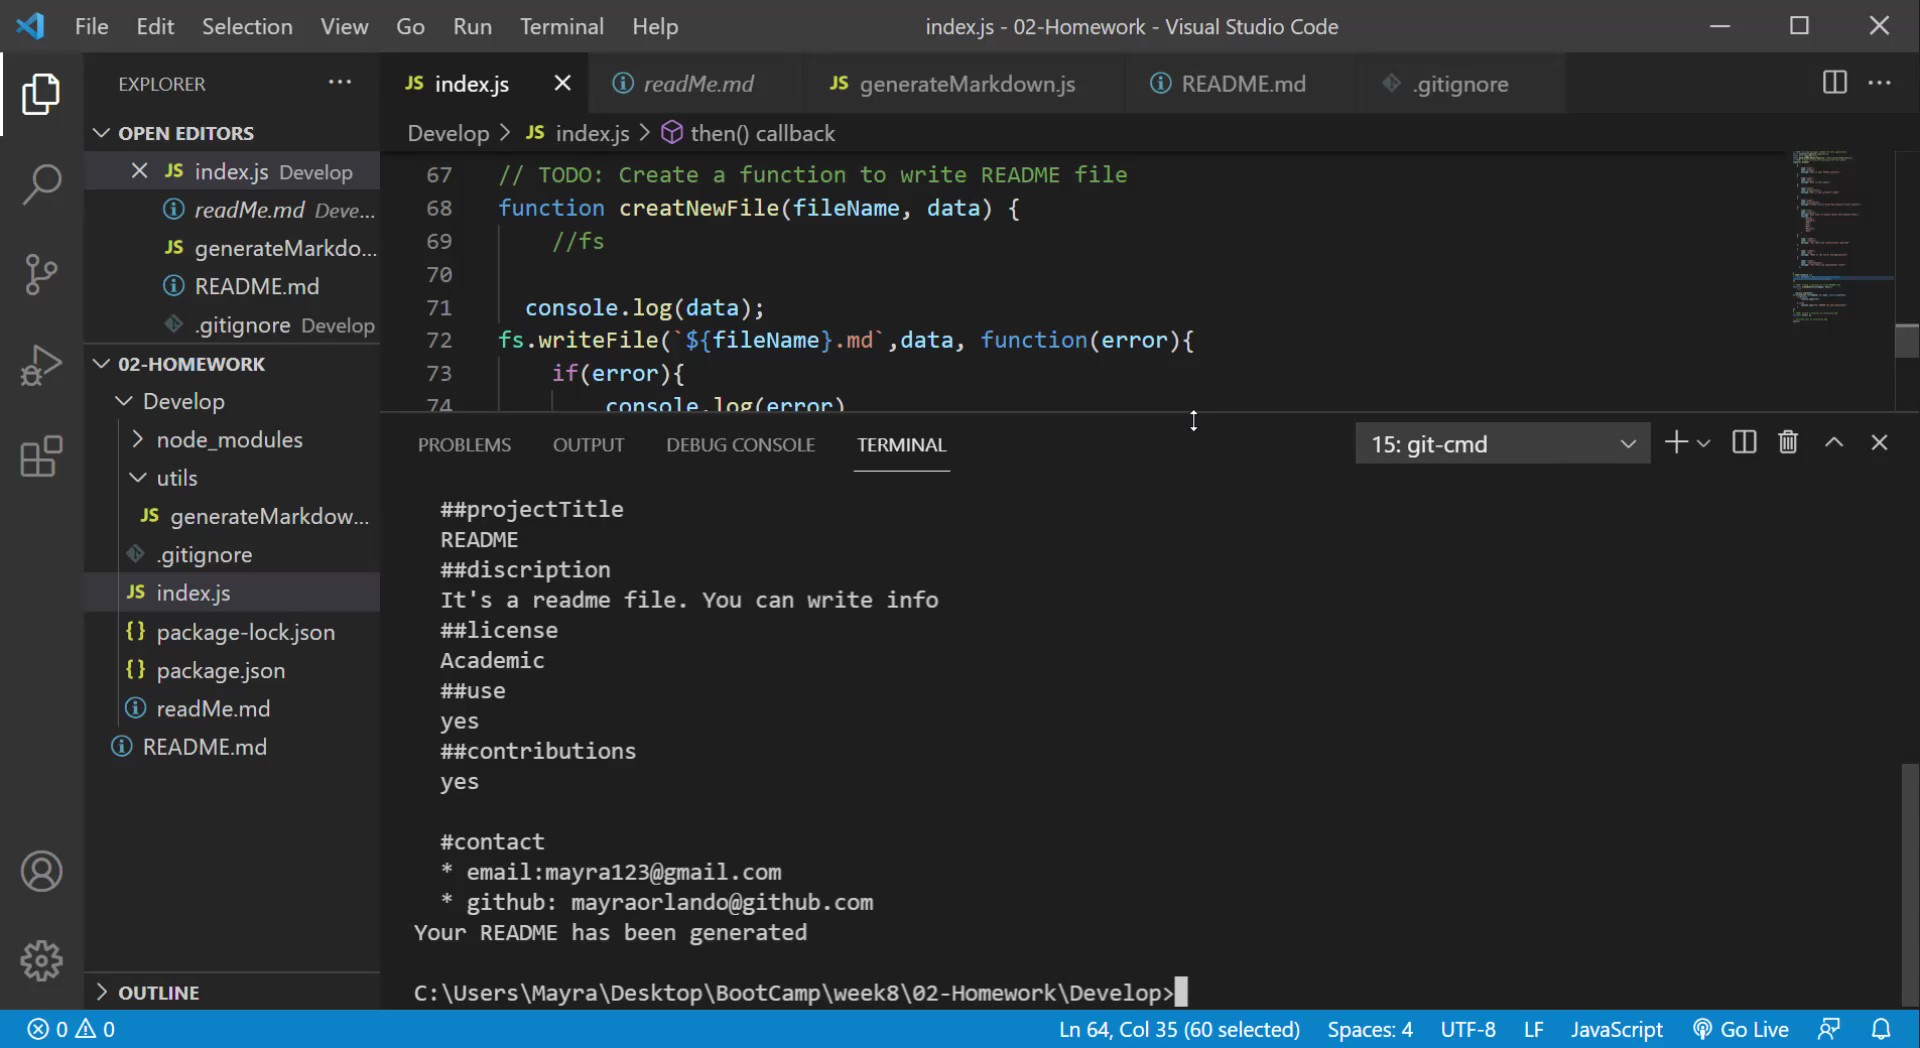 File Edit Selection View Go Run Terminal Help
index.js - 02-Homework - Visual Studio Code
EXPLORER
JS index.js
readMe.md
JS generateMarkdown.js
README.md
.gitignore
OPEN EDITORS
JS index.js Develop
readMe.md Deve...
JS generateMarkdo...
README.md
.gitignore Develop
02-HOMEWORK
Develop
node_modules
utils
JS generateMarkdow...
.gitignore
JS index.js
{} package-lock.json
{} package.json
readMe.md
README.md
OUTLINE
Develop > JS index.js > then() callback
67 // TODO: Create a function to write README file
68 function creatNewFile(fileName, data) {
69 //fs
70
71 console.log(data);
72 fs.writeFile(`${fileName}.md`,data, function(error){
73 if(error){
74 console.log(error)
PROBLEMS OUTPUT DEBUG CONSOLE TERMINAL
15: git-cmd
##projectTitle
README
##discription
It's a readme file. You can write info
##license
Academic
##use
yes
##contributions
yes
#contact
* email:mayra123@gmail.com
* github: mayraorlando@github.com
Your README has been generated
C:\Users\Mayra\Desktop\BootCamp\week8\02-Homework\Develop>
0 0
Ln 64, Col 35 (60 selected) Spaces: 4 UTF-8 LF JavaScript Go Live